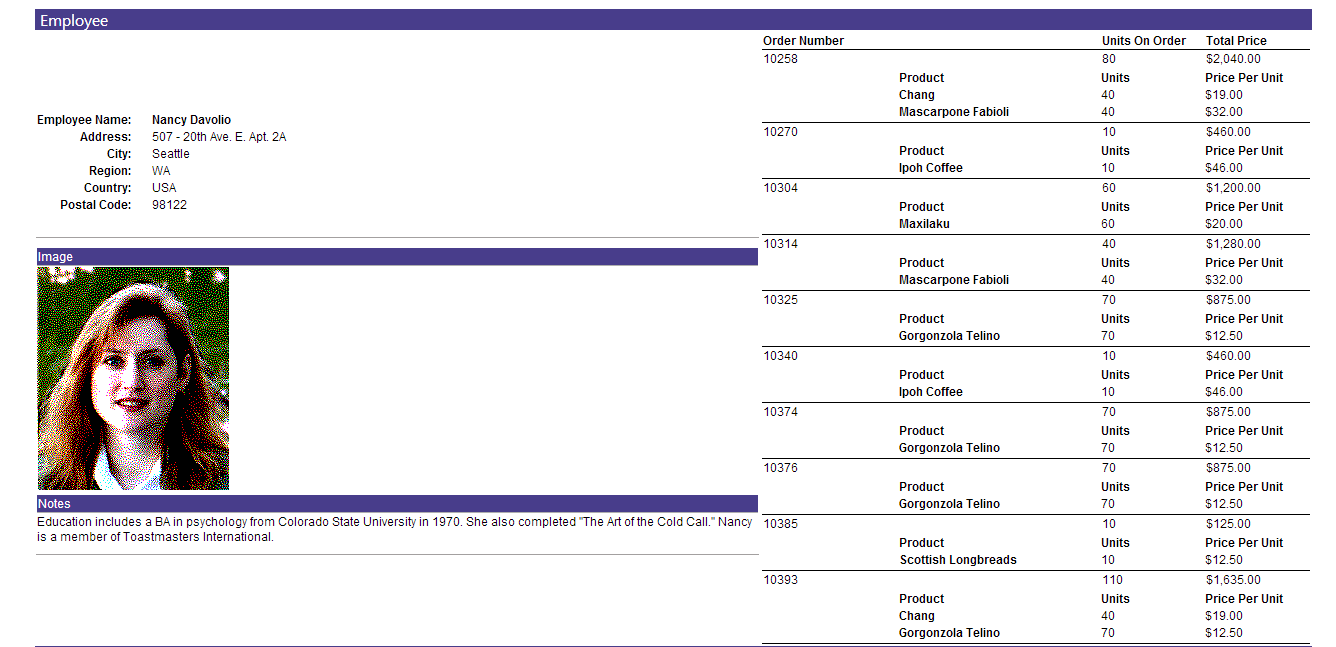 Employee
Employee Name: Nancy Davolio
Address: 507 - 20th Ave. E. Apt. 2A
City: Seattle
Region: WA
Country: USA
Postal Code: 98122
Image
Notes
Education includes a BA in psychology from Colorado State University in 1970. She also completed "The Art of the Cold Call." Nancy
is a member of Toastmasters International.
Order Number Units On Order Total Price
10258 80 $2,040.00
Product Units Price Per Unit
Chang 40 $19.00
Mascarpone Fabioli 40 $32.00
10270 10 $460.00
Product Units Price Per Unit
Ipoh Coffee 10 $46.00
10304 60 $1,200.00
Product Units Price Per Unit
Maxilaku 60 $20.00
10314 40 $1,280.00
Product Units Price Per Unit
Mascarpone Fabioli 40 $32.00
10325 70 $875.00
Product Units Price Per Unit
Gorgonzola Telino 70 $12.50
10340 10 $460.00
Product Units Price Per Unit
Ipoh Coffee 10 $46.00
10374 70 $875.00
Product Units Price Per Unit
Gorgonzola Telino 70 $12.50
10376 70 $875.00
Product Units Price Per Unit
Gorgonzola Telino 70 $12.50
10385 10 $125.00
Product Units Price Per Unit
Scottish Longbreads 10 $12.50
10393 110 $1,635.00
Product Units Price Per Unit
Chang 40 $19.00
Gorgonzola Telino 70 $12.50